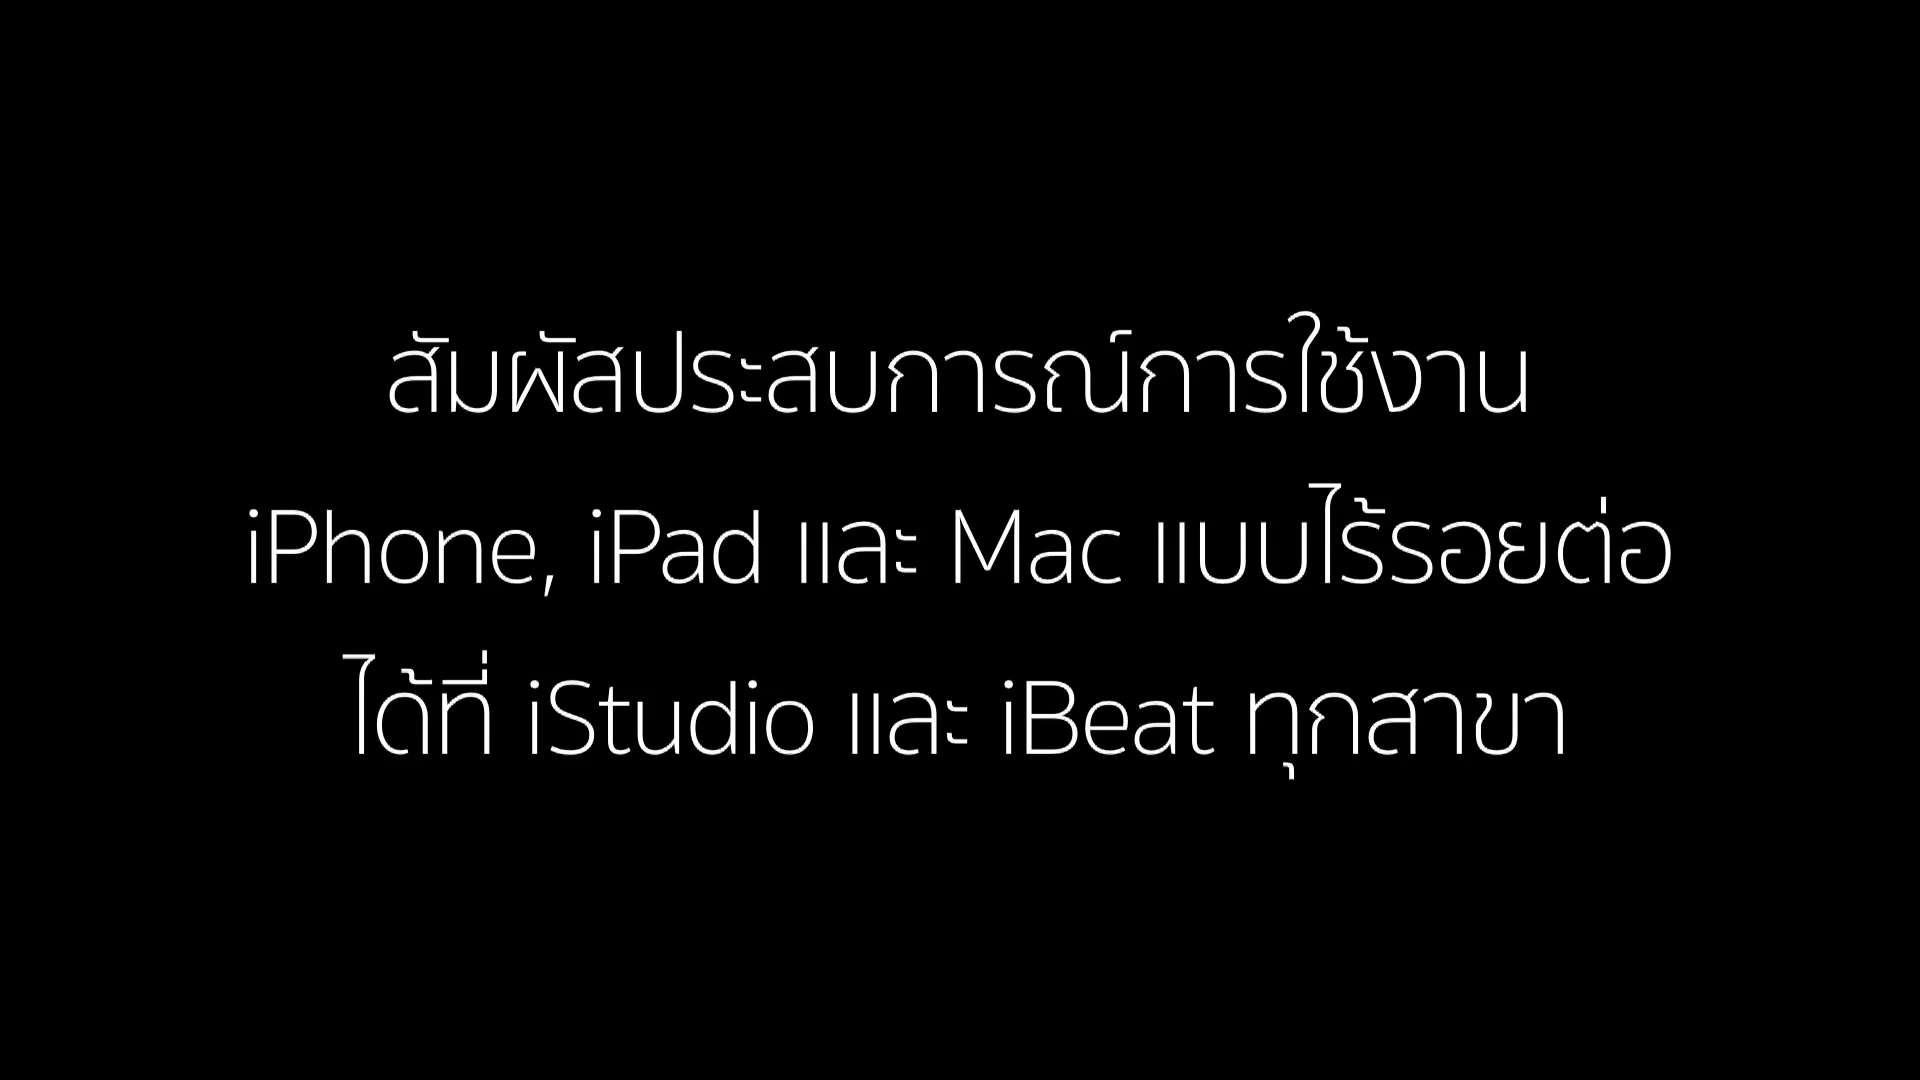 สัมผัสประสบการณ์การใช้งาน
iPhone, iPad และ Mac แบบไร้รอยต่อ
ได้ที่ iStudio และ iBeat ทุกสาขา